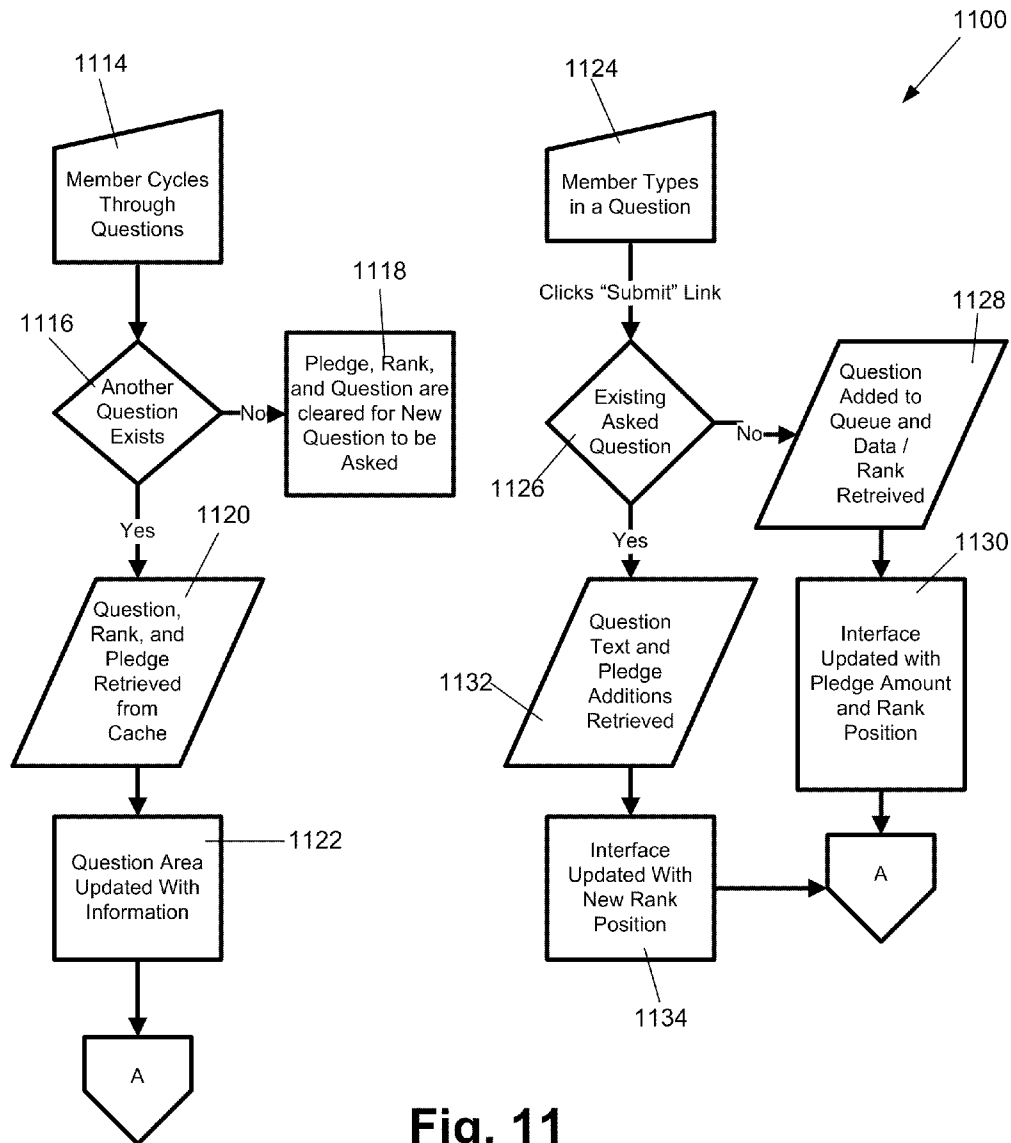 1100
1114
Member Cycles
Through
Questions
1116
Another
Question
Exists
No
1118
Pledge, Rank,
and Question are
cleared for New
Question to be
Asked
Yes
1120
Question,
Rank, and
Pledge
Retrieved
from
Cache
1122
Question Area
Updated With
Information
A
1124
Member Types
in a Question
Clicks “Submit” Link
Existing
Asked
Question
1126
No
1128
Question
Added to
Queue and
Data /
Rank
Retreived
1130
Interface
Updated with
Pledge Amount
and Rank
Position
Yes
1132
Question
Text and
Pledge
Additions
Retrieved
Interface
Updated With
New Rank
Position
1134
A
Fig. 11